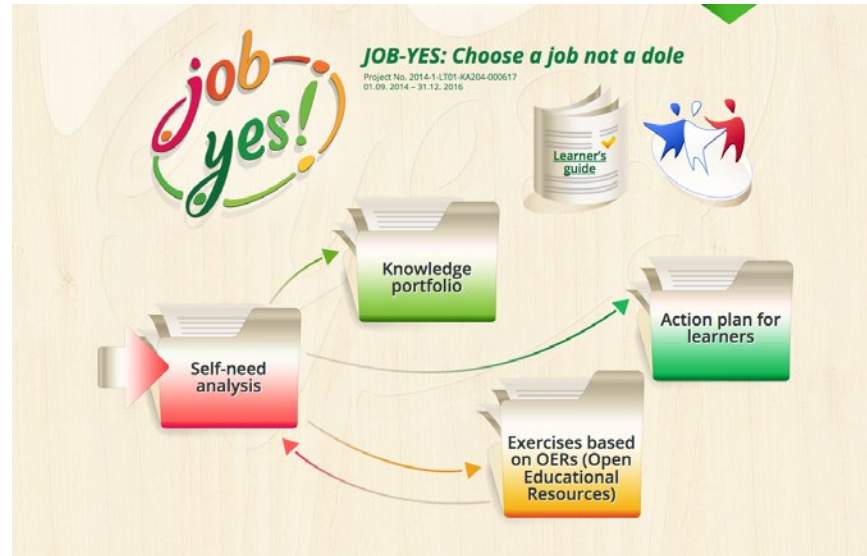 job
yes!
JOB-YES: Choose a job not a dole
Project No. 2014-1-LT01-KA204-000617
01.09. 2014 – 31.12. 2016
Learner's
guide
Knowledge
portfolio
Action plan for
learners
Self-need
analysis
Exercises based
on OERs (Open
Educational
Resources)